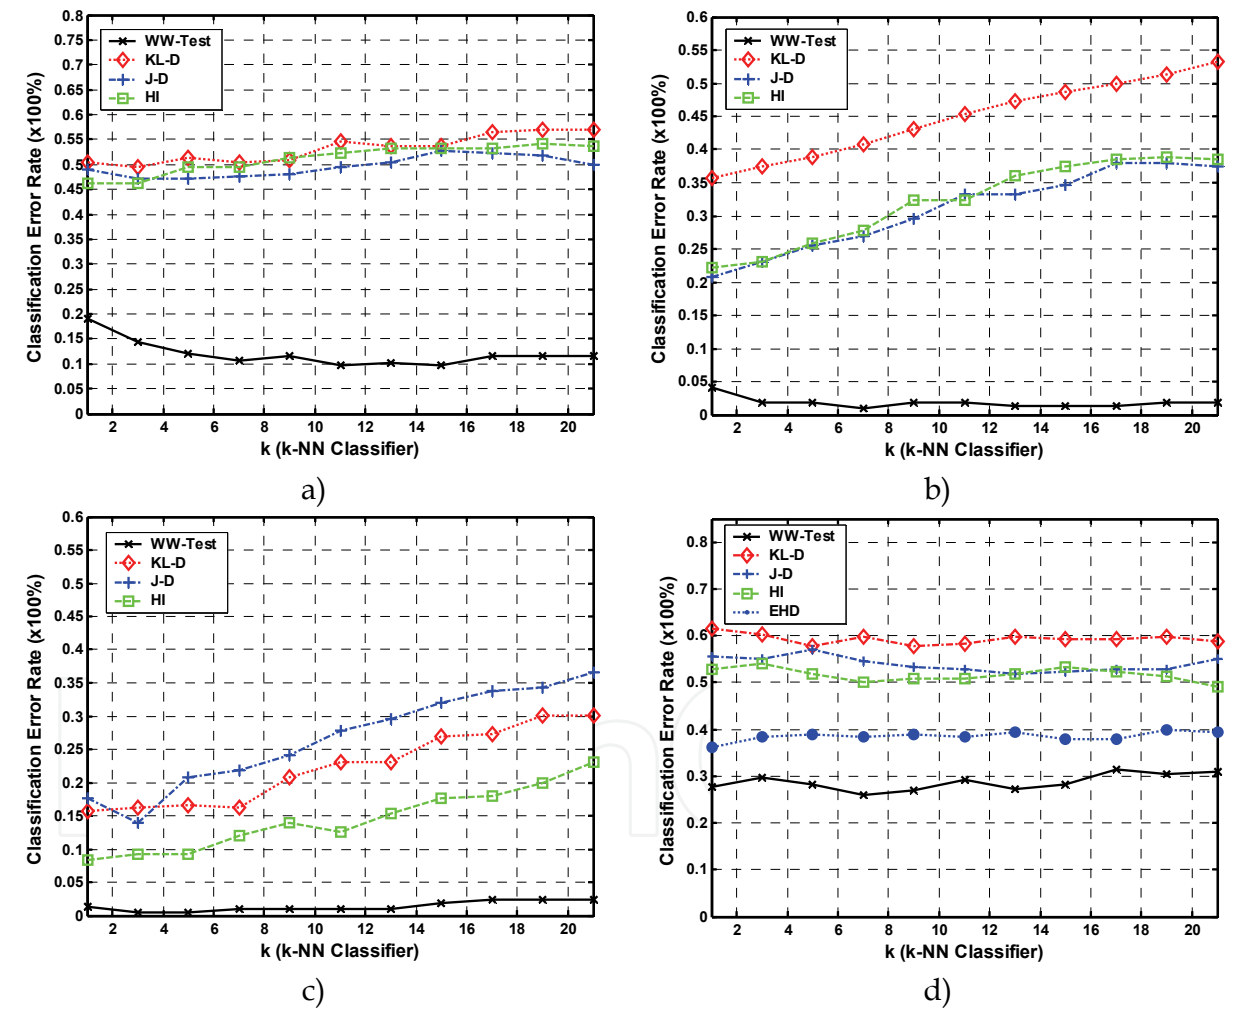 0.8
0.75
0.7
0.65
0.6
0.55
0.5
0.45
0.4
0.35
0.3
0.25
0.2
0.15
0.1
0.05
0
Classification Error Rate (x100%)
WW-Test
KL-D
J-D
HI
2 4 6 8 10 12 14 16 18 20
k (k-NN Classifier)
a)
0.6
0.55
0.5
0.45
0.4
0.35
0.3
0.25
0.2
0.15
0.1
0.05
0
Classification Error Rate (x100%)
WW-Test
KL-D
J-D
HI
2 4 6 8 10 12 14 16 18 20
k (k-NN Classifier)
b)
0.6
0.55
0.5
0.45
0.4
0.35
0.3
0.25
0.2
0.15
0.1
0.05
0
Classification Error Rate (x100%)
WW-Test
KL-D
J-D
HI
2 4 6 8 10 12 14 16 18 20
k (k-NN Classifier)
c)
0.8
0.7
0.6
0.5
0.4
0.3
0.2
0.1
0
Classification Error Rate (x100%)
WW-Test
KL-D
J-D
HI
EHD
2 4 6 8 10 12 14 16 18 20
k (k-NN Classifier)
d)